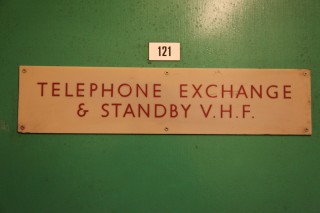 121
TELEPHONE EXCHANGE
& STANDBY V.H.F.